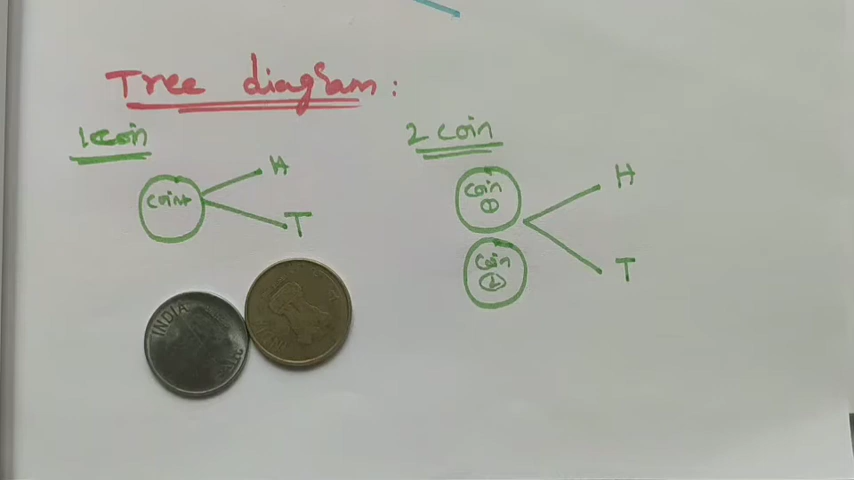 Tree diagram:
1 coin
H
coin
T
2 coin
coin
1
H
coin
2
T
INDIA